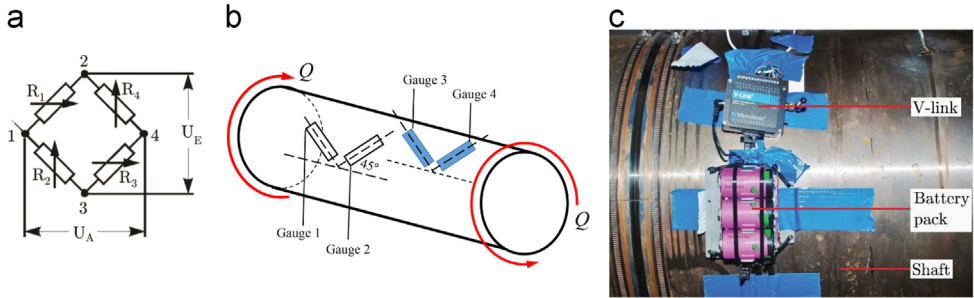 a
b
c
2
R1
R4
1
4
UE
R2
R3
3
UA
Q
Gauge 3
Gauge 4
45°
Q
Gauge 1
Gauge 2
V-Link
V-link
Battery
pack
Shaft